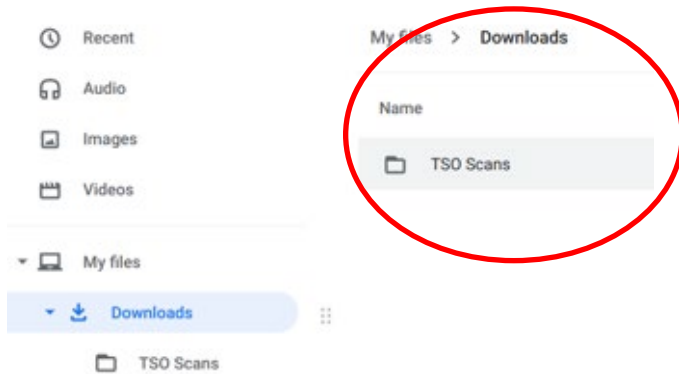 Recent
Audio
Images
Videos
My files
Downloads
TSO Scans
My files > Downloads
Name
TSO Scans